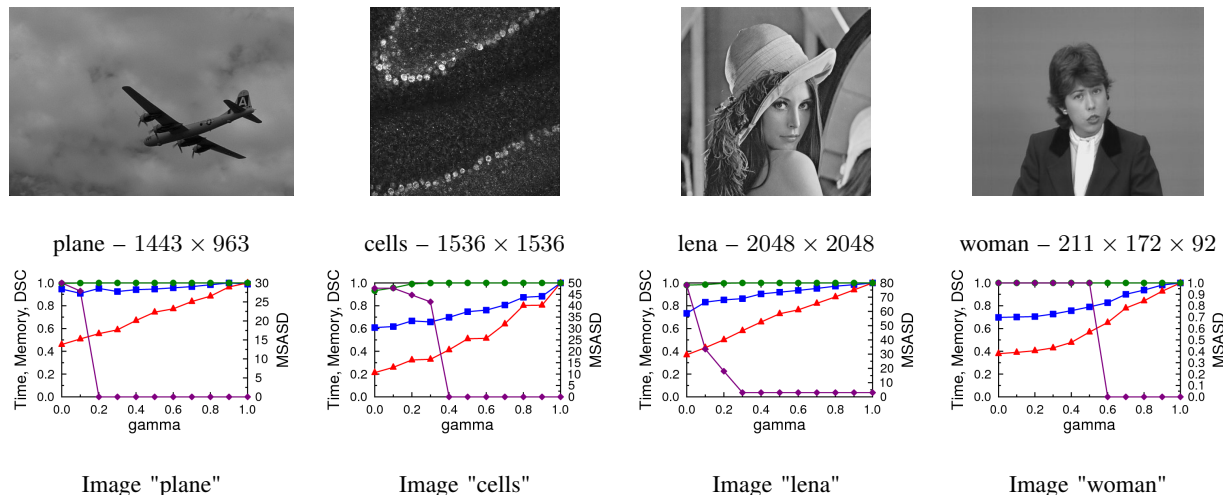 A
plane – 1443 × 963
cells – 1536 × 1536
lena – 2048 × 2048
woman – 211 × 172 × 92
Time, Memory, DSC
1.0
0.8
0.6
0.4
0.2
0.0
0.0 0.2 0.4 0.6 0.8 1.0
gamma
30
25
20
15
10
5
0
MSASD
Time, Memory, DSC
1.0
0.8
0.6
0.4
0.2
0.0
0.0 0.2 0.4 0.6 0.8 1.0
gamma
50
45
40
35
30
25
20
15
10
5
0
MSASD
Time, Memory, DSC
1.0
0.8
0.6
0.4
0.2
0.0
0.0 0.2 0.4 0.6 0.8 1.0
gamma
80
70
60
50
40
30
20
10
0
MSASD
Time, Memory, DSC
1.0
0.8
0.6
0.4
0.2
0.0
0.0 0.2 0.4 0.6 0.8 1.0
gamma
1.0
0.9
0.8
0.7
0.6
0.5
0.4
0.3
0.2
0.1
0.0
MSASD
Image "plane"
Image "cells"
Image "lena"
Image "woman"